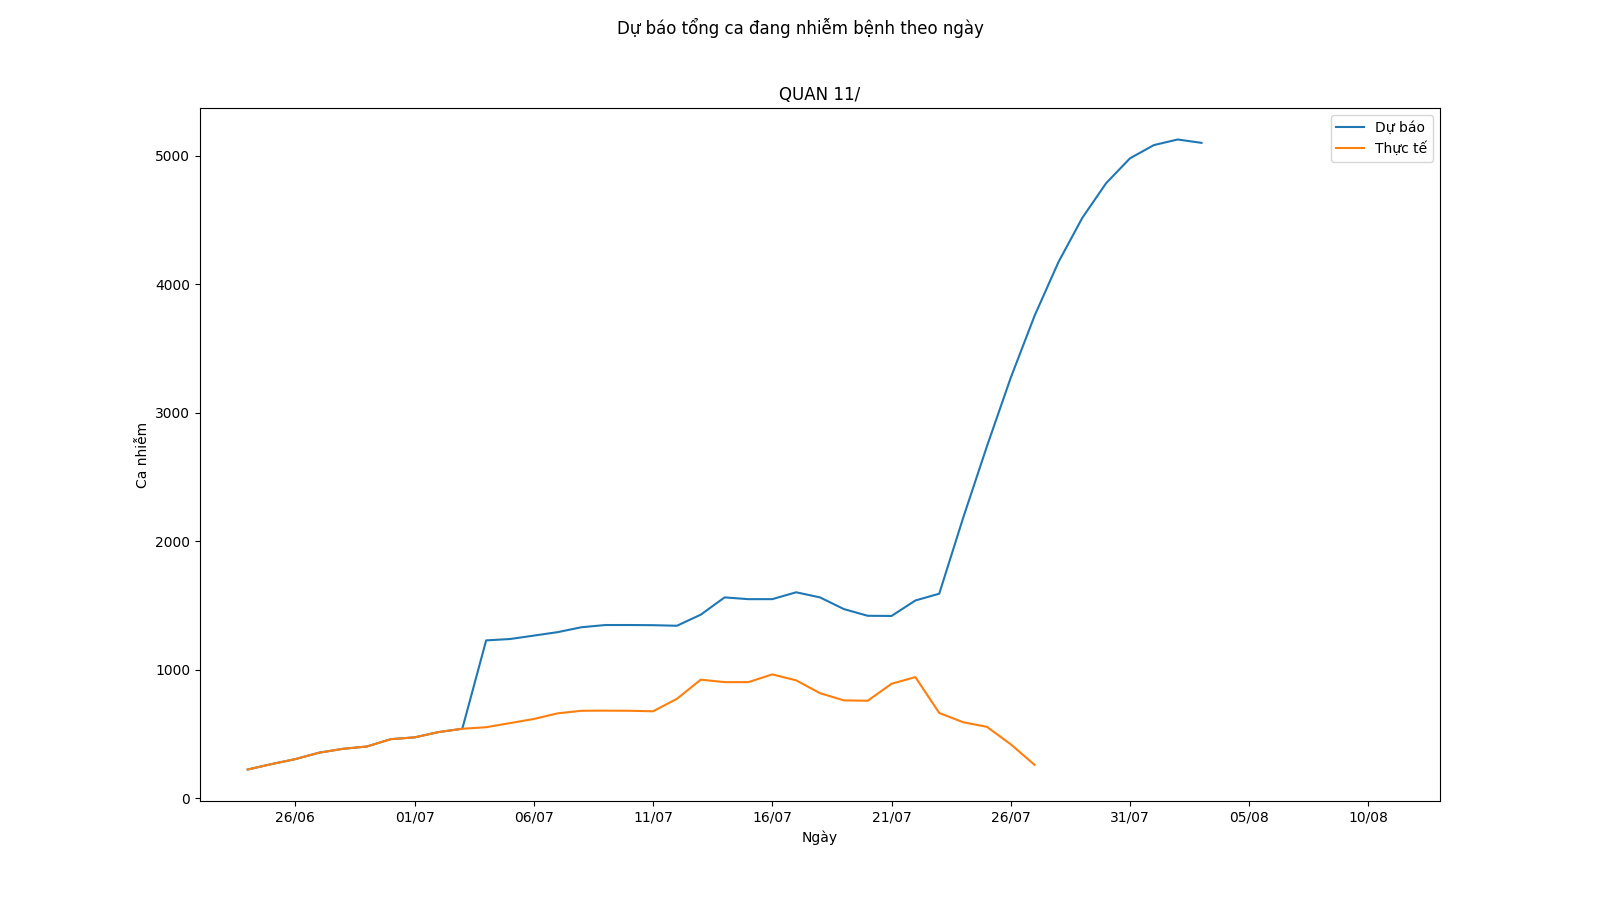 Dự báo tổng ca đang nhiễm bệnh theo ngày
QUAN 11/
Dự báo
Thực tế
5000
4000
3000
2000
1000
0
Ca nhiễm
26/06 01/07 06/07 11/07 16/07 21/07 26/07 31/07 05/08 10/08
Ngày